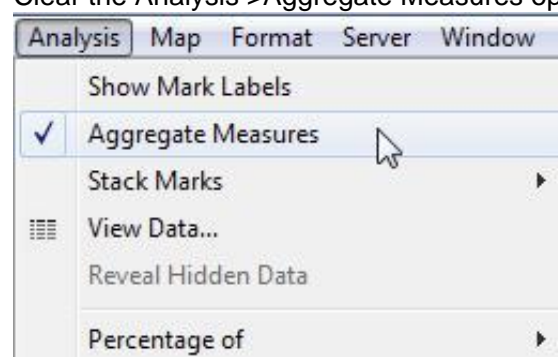 Clear the Analysis >Aggregate Measures op
Analysis Map Format Server Window
Show Mark Labels
Aggregate Measures
Stack Marks
View Data...
Reveal Hidden Data
Percentage of